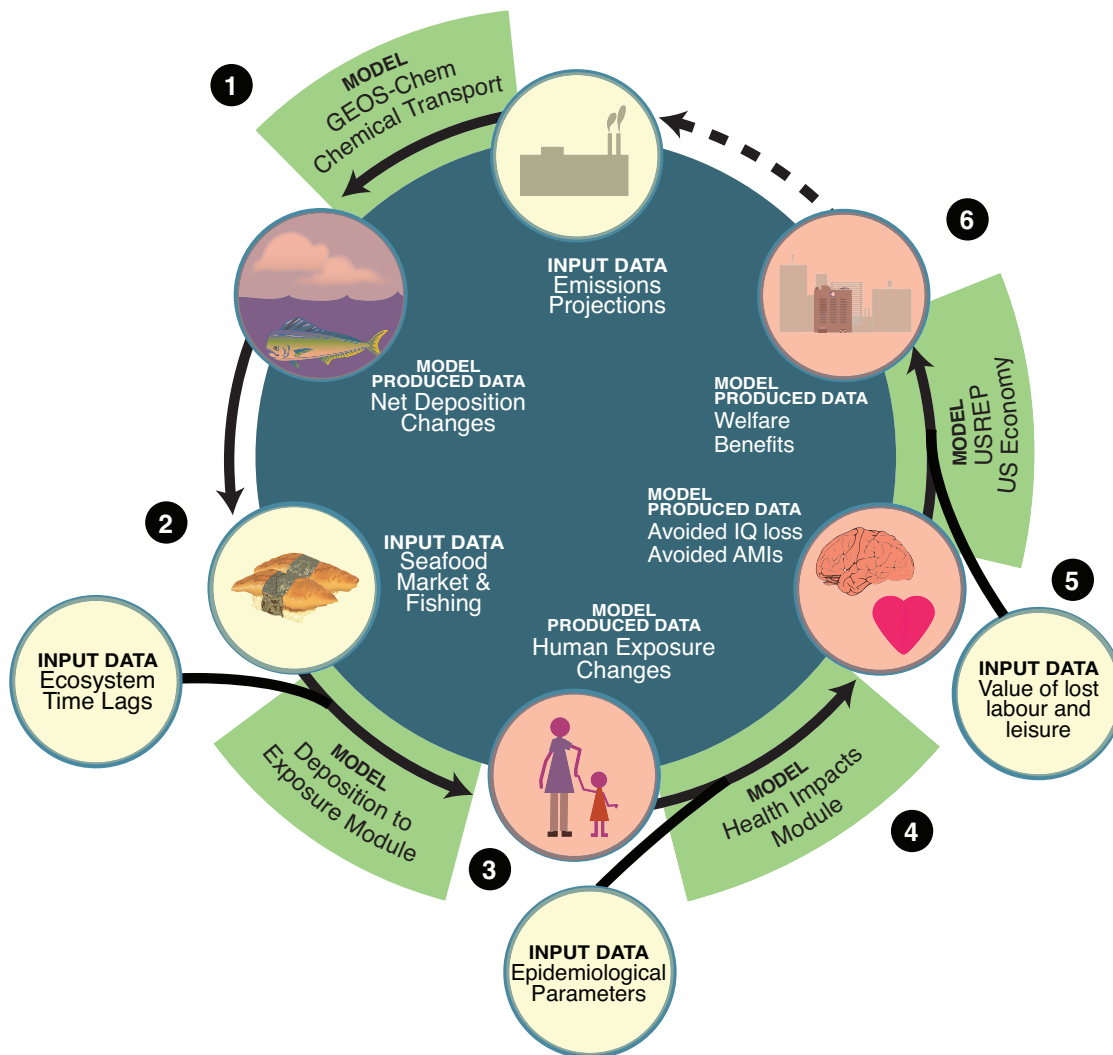 1
MODEL
GEOS-Chem
Chemical Transport
INPUT DATA
Emissions
Projections
MODEL
PRODUCED DATA
Net Deposition
Changes
2
INPUT DATA
Seafood
Market &
Fishing
INPUT DATA
Ecosystem
Time Lags
MODEL
Deposition to
Exposure Module
3
MODEL
PRODUCED DATA
Human Exposure
Changes
INPUT DATA
Epidemiological
Parameters
MODEL
Health Impacts
Module
4
MODEL
PRODUCED DATA
Avoided IQ loss
Avoided AMIs
5
INPUT DATA
Value of lost
labour and
leisure
MODEL
USREP
US Economy
6
MODEL
PRODUCED DATA
Welfare
Benefits